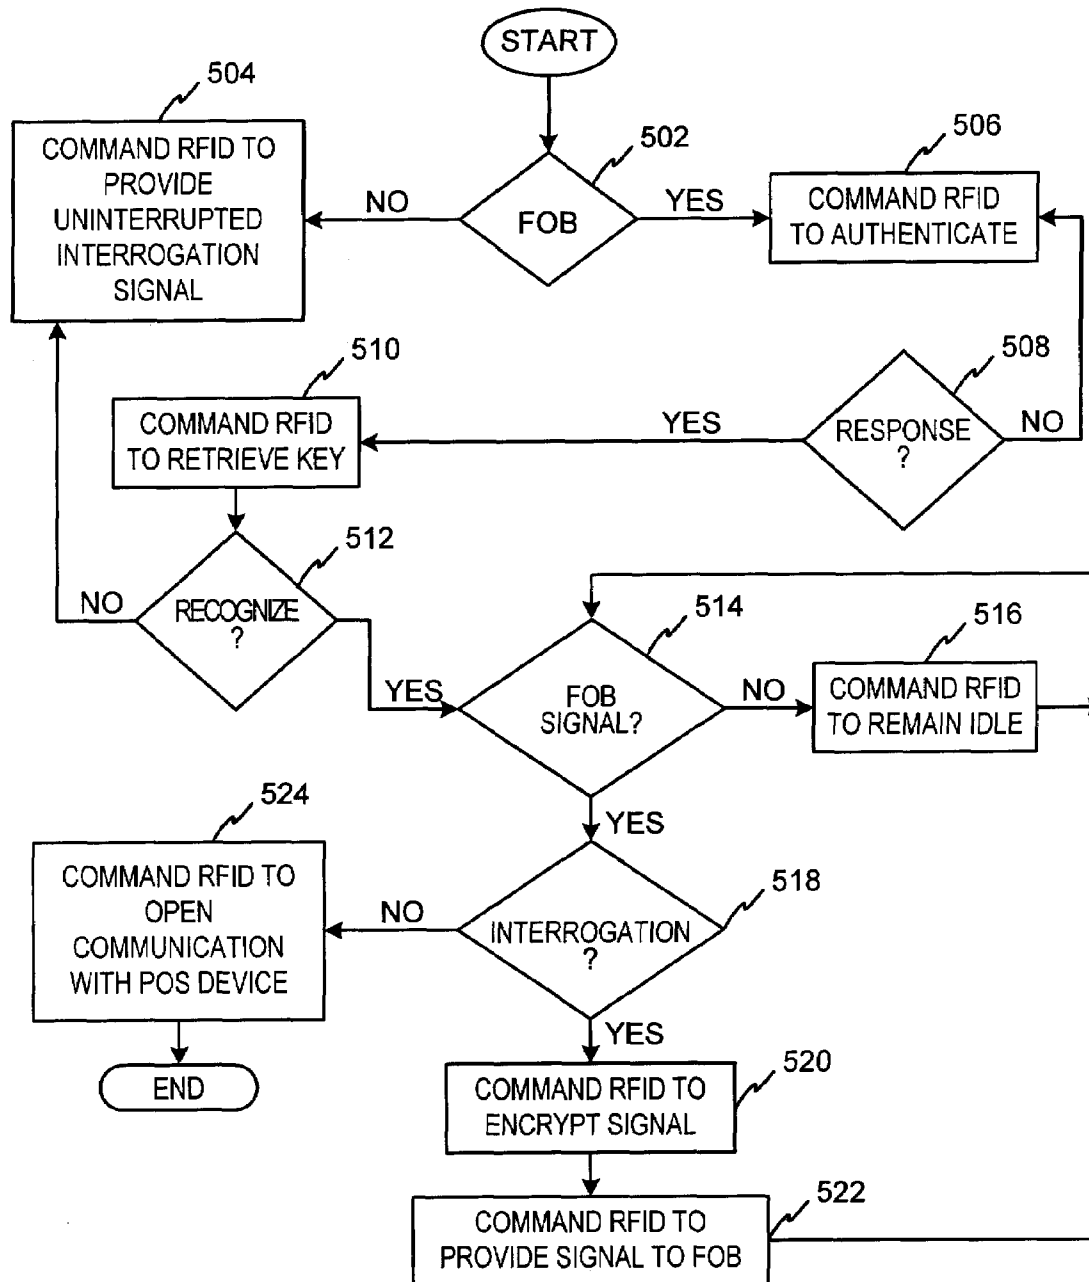 START
504
COMMAND RFID TO
PROVIDE
UNINTERRUPTED
INTERROGATION
SIGNAL
NO
502
FOB
YES
506
COMMAND RFID
TO AUTHENTICATE
510
COMMAND RFID
TO RETRIEVE KEY
YES
508
RESPONSE
?
NO
512
NO
RECOGNIZE
?
YES
514
FOB
SIGNAL?
NO
516
COMMAND RFID
TO REMAIN IDLE
YES
524
COMMAND RFID TO
OPEN
COMMUNICATION
WITH POS DEVICE
NO
518
INTERROGATION
?
YES
END
520
COMMAND RFID TO
ENCRYPT SIGNAL
522
COMMAND RFID TO
PROVIDE SIGNAL TO FOB